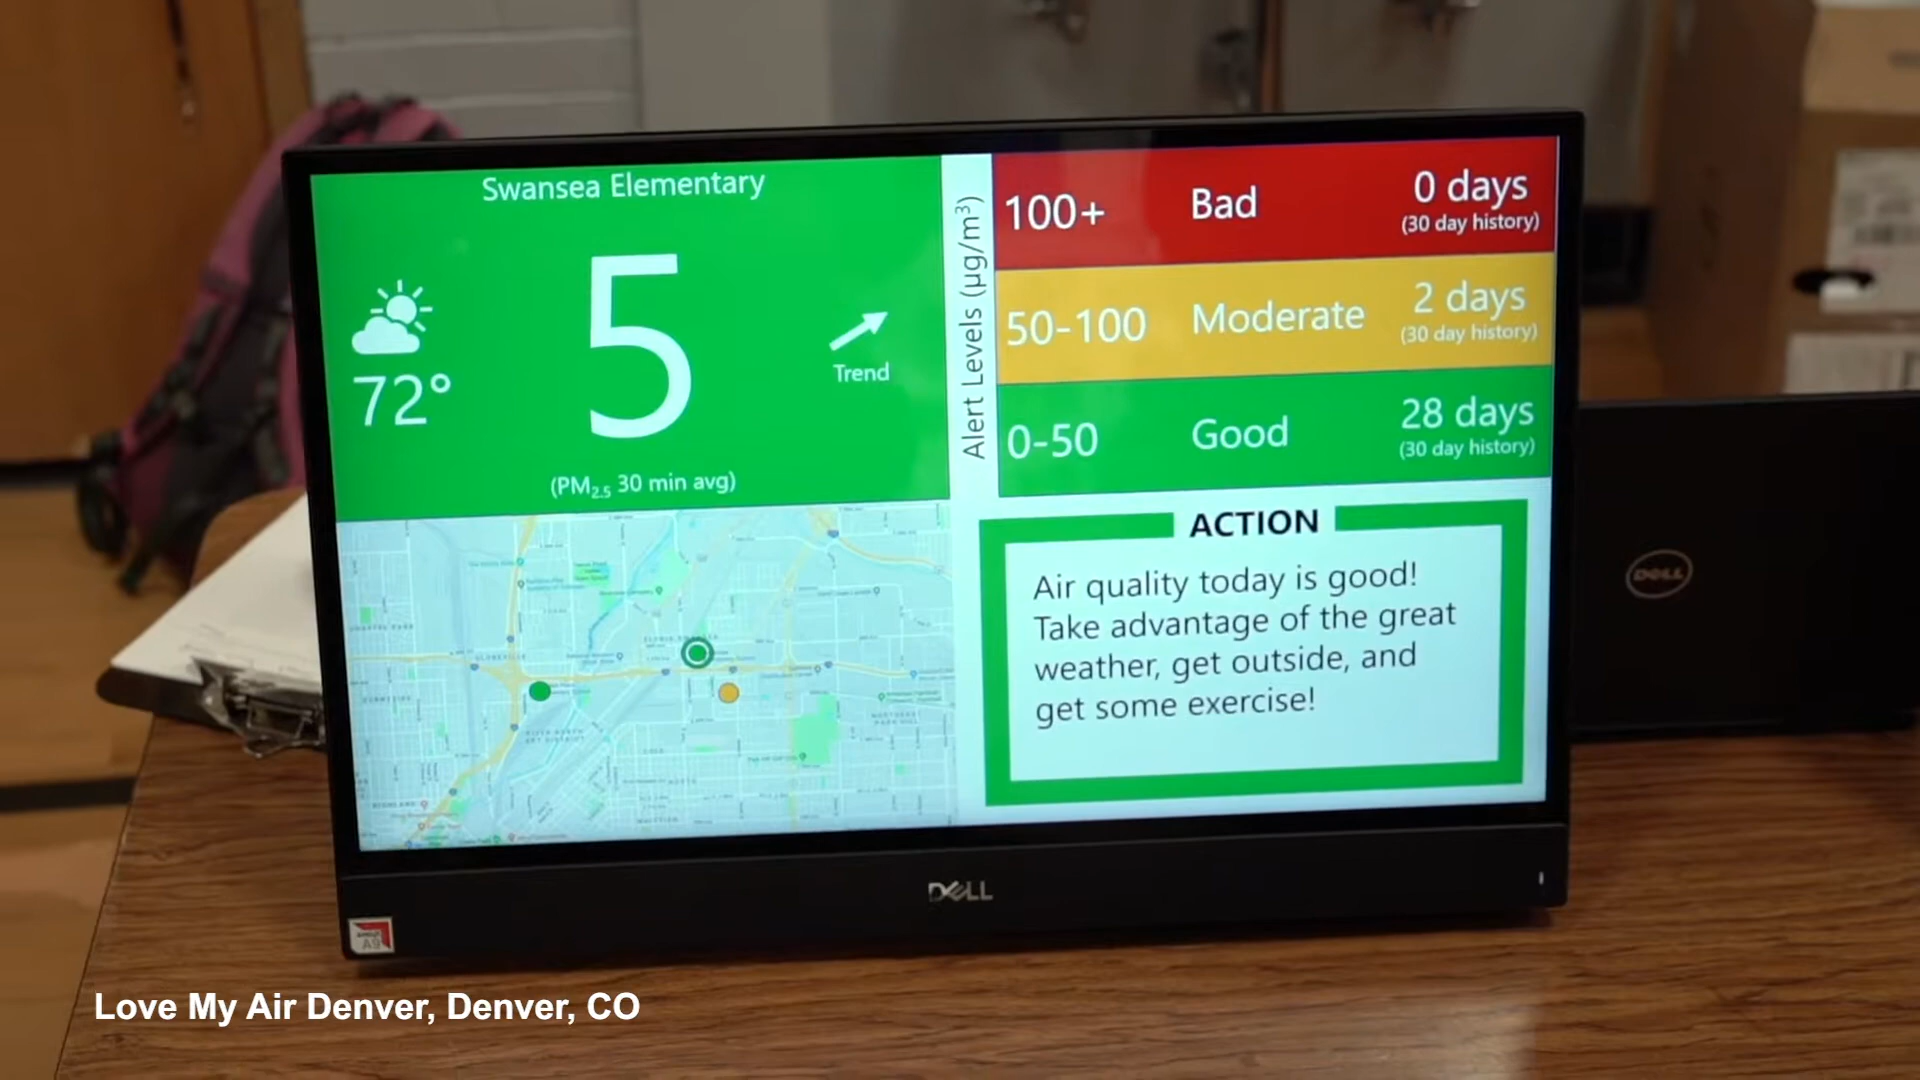 Swansea Elementary
5
72°
Trend
(PM2.5 30 min avg)
Alert Levels (µg/m³)
100+ Bad 0 days
(30 day history)
50-100 Moderate 2 days
(30 day history)
0-50 Good 28 days
(30 day history)
ACTION
Air quality today is good!
Take advantage of the great
weather, get outside, and
get some exercise!
DELL
DELL
A9
Love My Air Denver, Denver, CO